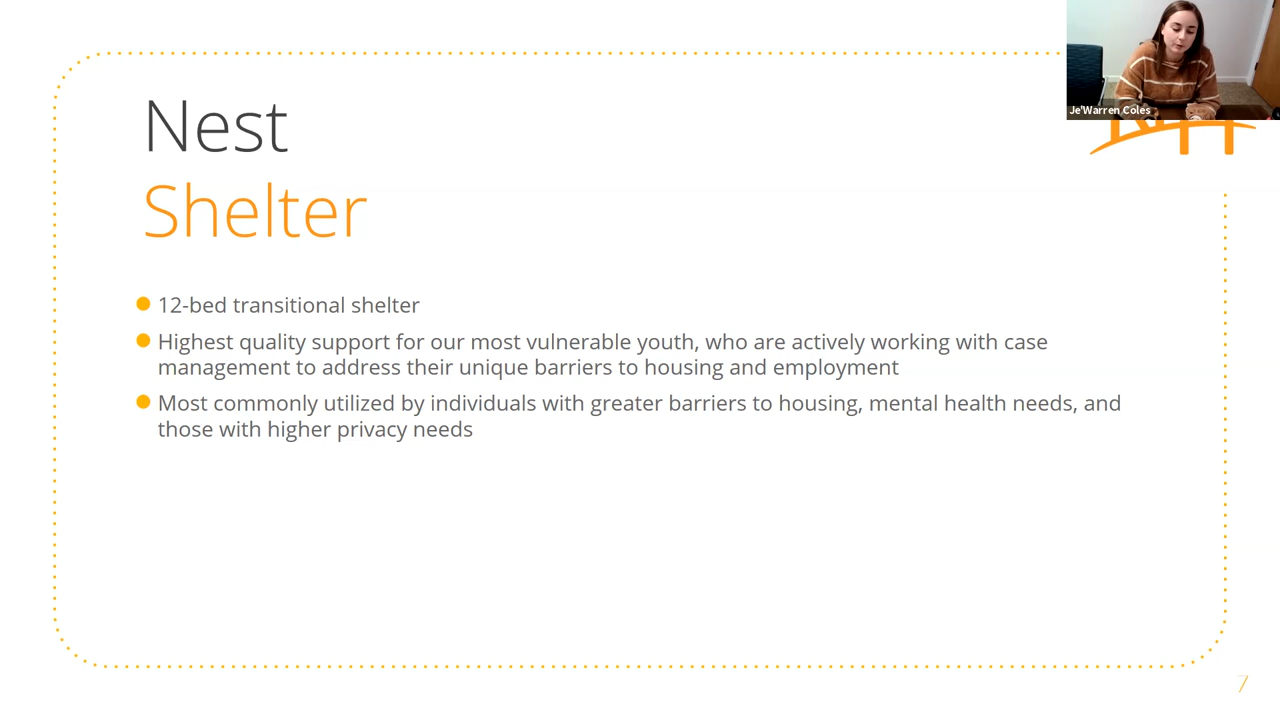 Je'Warren Coles
Nest
Shelter
12-bed transitional shelter
Highest quality support for our most vulnerable youth, who are actively working with case
management to address their unique barriers to housing and employment
Most commonly utilized by individuals with greater barriers to housing, mental health needs, and
those with higher privacy needs
7